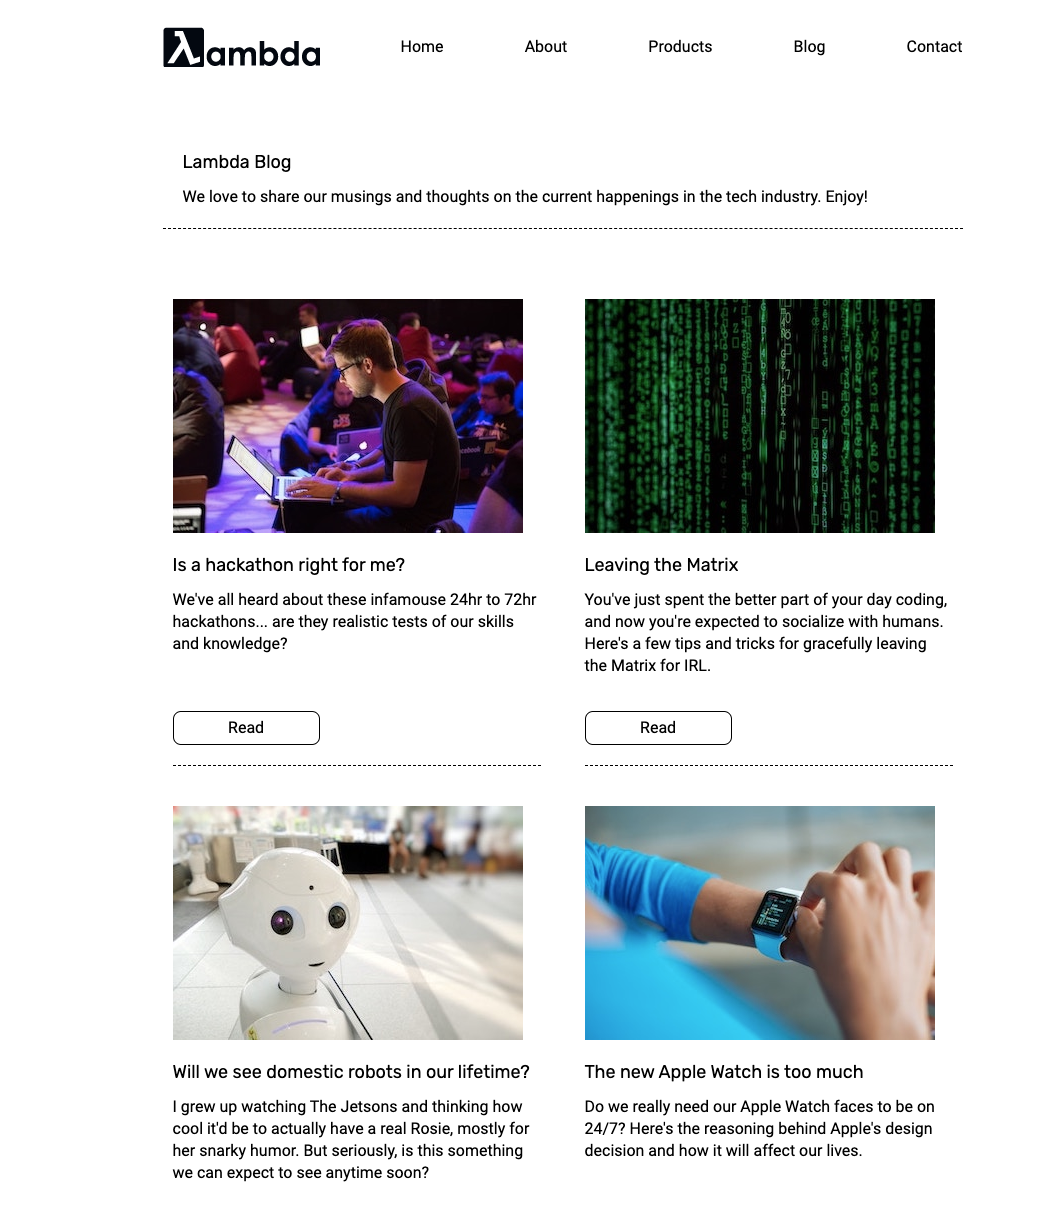 λambda
Home About Products Blog Contact
Lambda Blog
We love to share our musings and thoughts on the current happenings in the tech industry. Enjoy!
Is a hackathon right for me?
We've all heard about these infamouse 24hr to 72hr
hackathons... are they realistic tests of our skills
and knowledge?
Read
Leaving the Matrix
You've just spent the better part of your day coding,
and now you're expected to socialize with humans.
Here's a few tips and tricks for gracefully leaving
the Matrix for IRL.
Read
Will we see domestic robots in our lifetime?
I grew up watching The Jetsons and thinking how
cool it'd be to actually have a real Rosie, mostly for
her snarky humor. But seriously, is this something
we can expect to see anytime soon?
The new Apple Watch is too much
Do we really need our Apple Watch faces to be on
24/7? Here's the reasoning behind Apple's design
decision and how it will affect our lives.